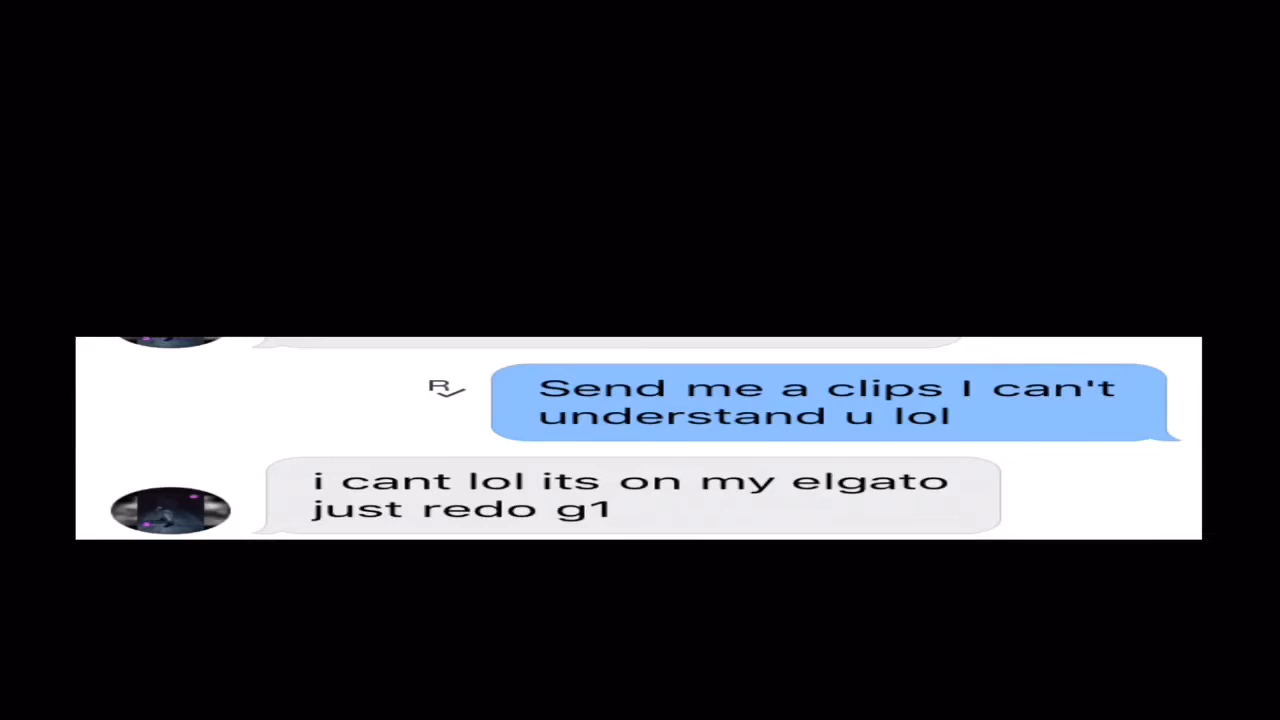 R
Send me a clips I can't
understand u lol
i cant lol its on my elgato
just redo g1